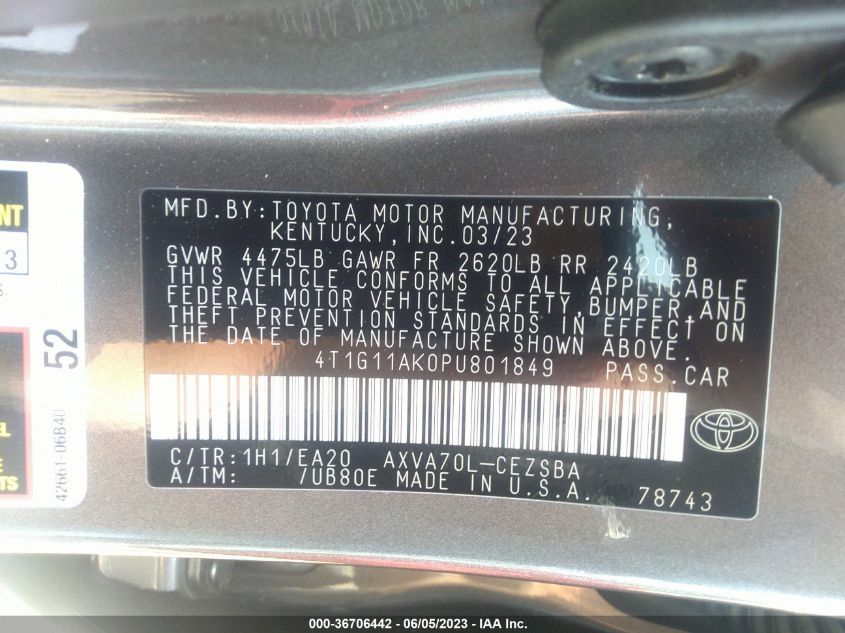 NT
3
S
52
EL
42661-06B40
MFD.BY:TOYOTA MOTOR MANUFACTURING,
KENTUCKY,INC.03/23
GVWR 4475LB GAWR FR 2620LB RR 2420LB
THIS VEHICLE CONFORMS TO ALL APPLICABLE
FEDERAL MOTOR VEHICLE SAFETY,BUMPER,AND
THEFT PREVENTION STANDARDS IN EFFECT ON
THE DATE OF MANUFACTURE SHOWN ABOVE.
4T1G11AK0PU801849 PASS.CAR
C/TR:1H1/EA20 AXVA70L-CEZSBA
A/TM: /UB80E MADE IN U.S.A. 78743
000-36706442 - 06/05/2023 - IAA Inc.